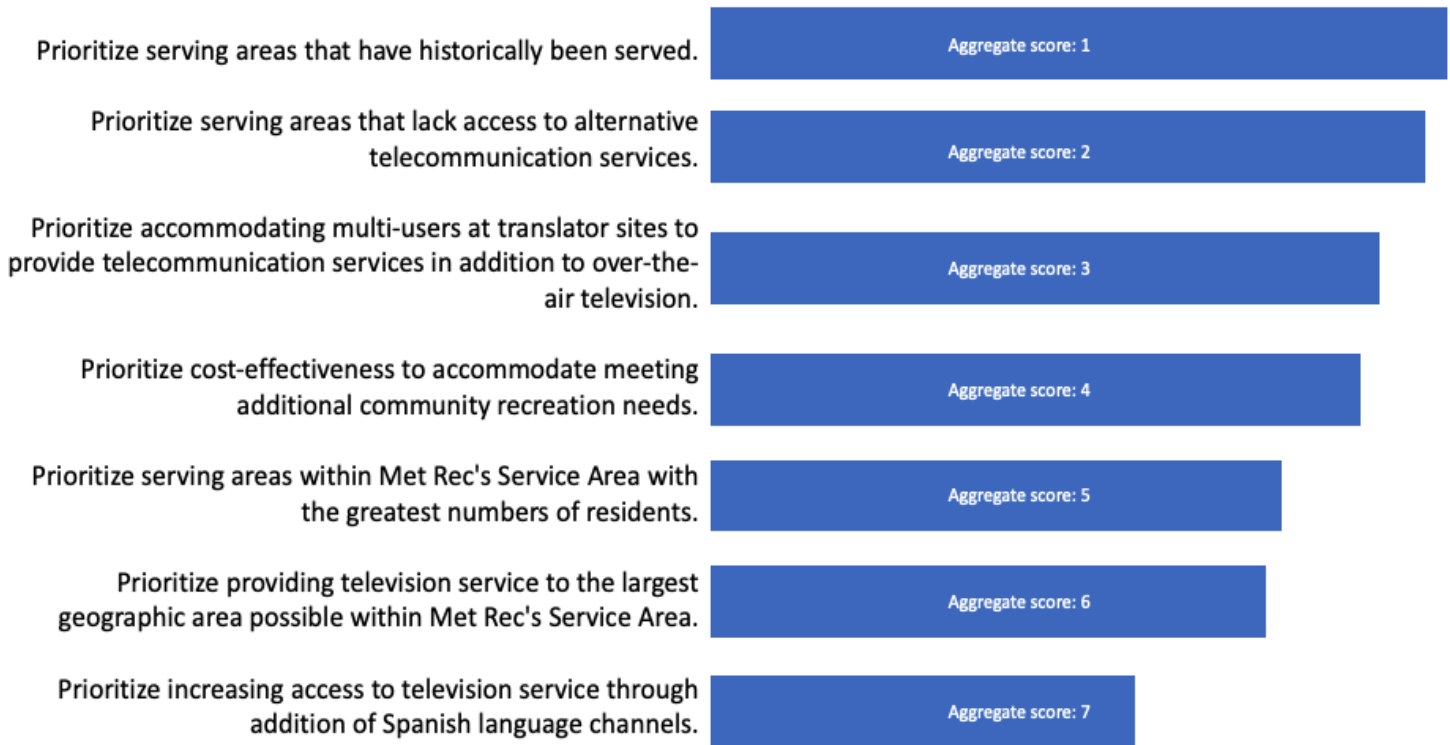 Prioritize serving areas that have historically been served.
Aggregate score: 1
Prioritize serving areas that lack access to alternative
telecommunication services.
Aggregate score: 2
Prioritize accommodating multi-users at translator sites to
provide telecommunication services in addition to over-the-
air television.
Aggregate score: 3
Prioritize cost-effectiveness to accommodate meeting
additional community recreation needs.
Aggregate score: 4
Prioritize serving areas within Met Rec's Service Area with
the greatest numbers of residents.
Aggregate score: 5
Prioritize providing television service to the largest
geographic area possible within Met Rec's Service Area.
Aggregate score: 6
Prioritize increasing access to television service through
addition of Spanish language channels.
Aggregate score: 7